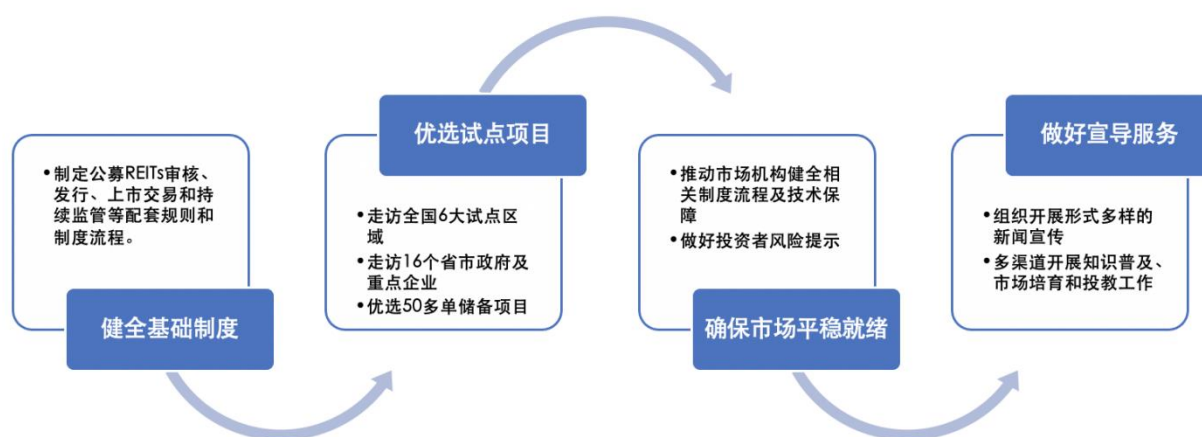 •制定公募REITs审核、
发行、上市交易和持
续监管等配套规则和
制度流程。
健全基础制度
优选试点项目
•走访全国6大试点区
域
•走访16个省市政府及
重点企业
•优选50多单储备项目
•推动市场机构健全相
关制度流程及技术保
障
•做好投资者风险提示
确保市场平稳就绪
做好宣导服务
•组织开展形式多样的
新闻宣传
•多渠道开展知识普及、
市场培育和投教工作